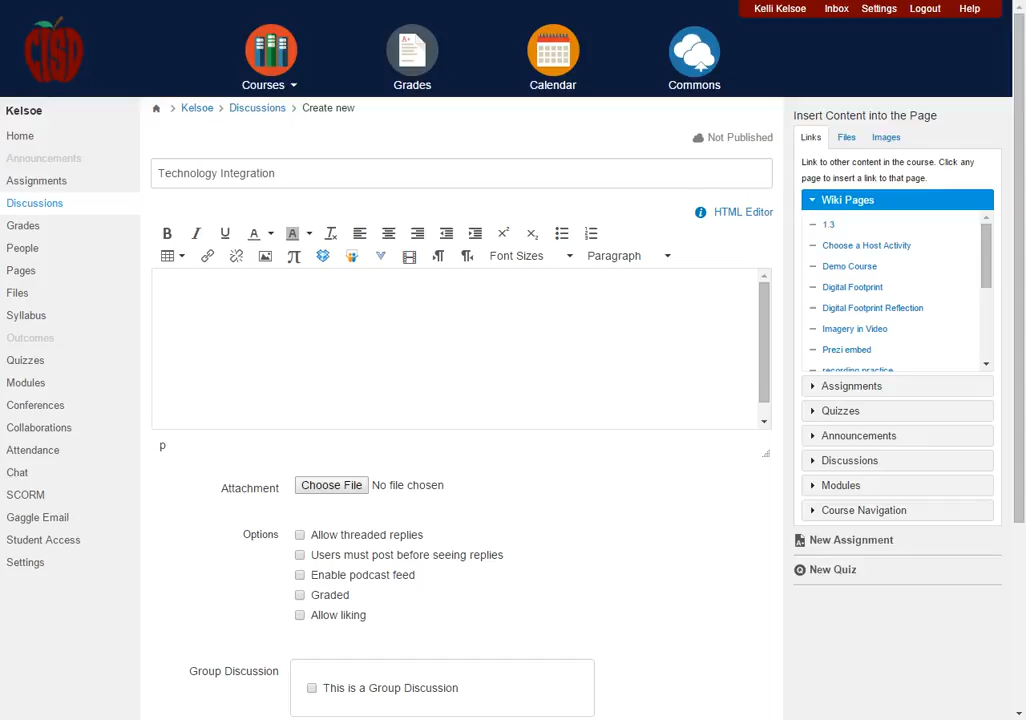 Kelli Kelsoe Inbox Settings Logout Help
CISD
Courses Grades Calendar Commons
Kelsoe
Home
Announcements
Assignments
Discussions
Grades
People
Pages
Files
Syllabus
Outcomes
Quizzes
Modules
Conferences
Collaborations
Attendance
Chat
SCORM
Gaggle Email
Student Access
Settings
Kelsoe > Discussions > Create new
Not Published
Technology Integration
HTML Editor
Font Sizes Paragraph
p
Attachment Choose File No file chosen
Options Allow threaded replies
Users must post before seeing replies
Enable podcast feed
Graded
Allow liking
Group Discussion This is a Group Discussion
Insert Content into the Page
Links Files Images
Link to other content in the course. Click any
page to insert a link to that page.
Wiki Pages
1.3
Choose a Host Activity
Demo Course
Digital Footprint
Digital Footprint Reflection
Imagery in Video
Prezi embed
recording practice
Assignments
Quizzes
Announcements
Discussions
Modules
Course Navigation
New Assignment
New Quiz